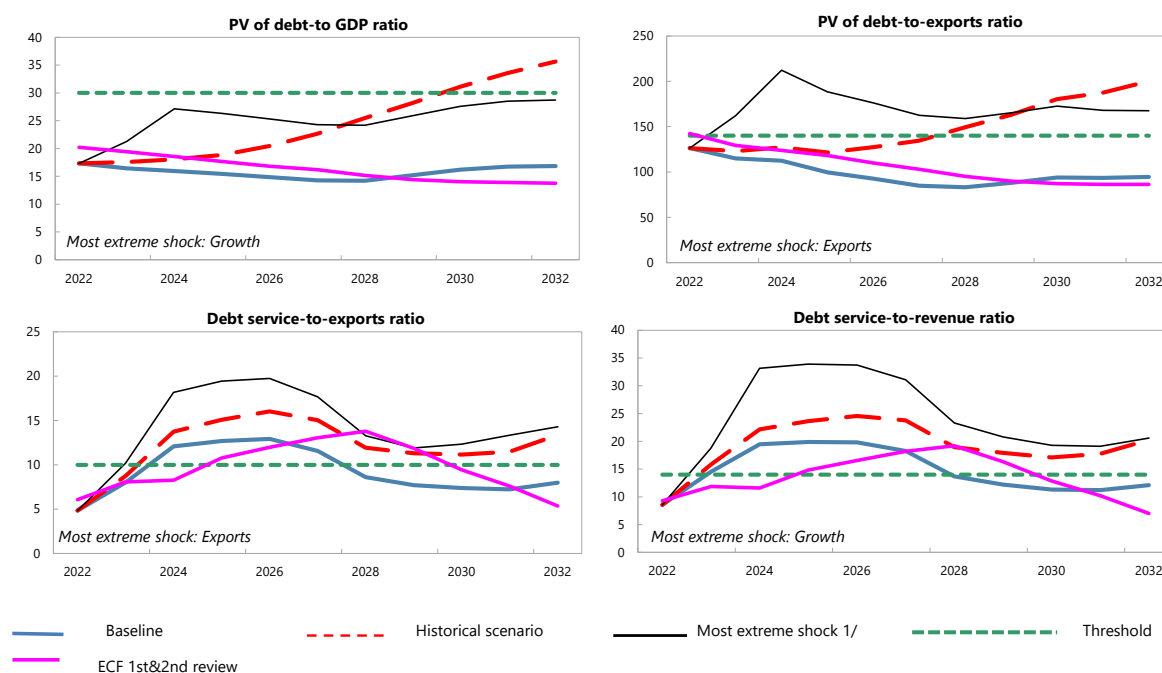 PV of debt-to GDP ratio
40
35
30
25
20
15
10
5
0
Most extreme shock: Growth
2022 2024 2026 2028 2030 2032
PV of debt-to-exports ratio
250
200
150
100
50
0
Most extreme shock: Exports
2022 2024 2026 2028 2030 2032
Debt service-to-exports ratio
25
20
15
10
5
0
Most extreme shock: Exports
2022 2024 2026 2028 2030 2032
Debt service-to-revenue ratio
40
35
30
25
20
15
10
5
0
Most extreme shock: Growth
2022 2024 2026 2028 2030 2032
Baseline Historical scenario Most extreme shock 1/ Threshold
ECF 1st&2nd review